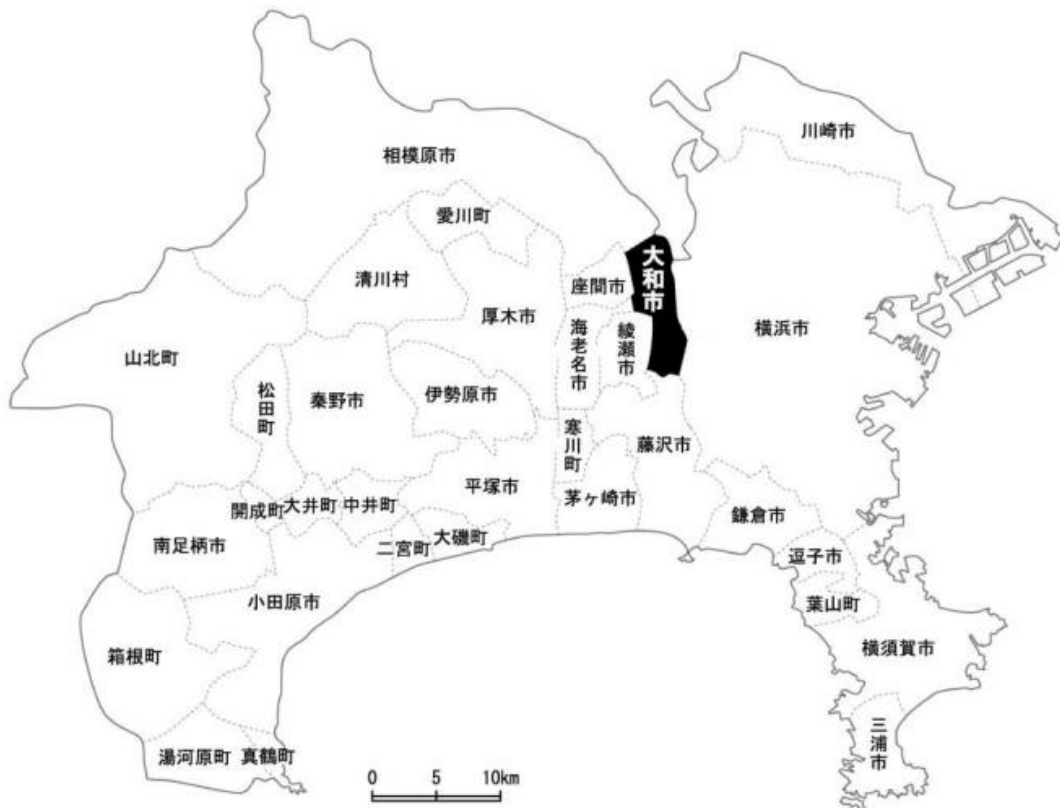 川崎市
相模原市
愛川町
大和市
清川村
座間市
厚木市
横浜市
海老名市
綾瀬市
山北町
松田町
秦野市
伊勢原市
寒川町
藤沢市
平塚市
茅ヶ崎市
開成町
大井町
中井町
鎌倉市
南足柄市
二宮町
大磯町
逗子市
小田原市
葉山町
箱根町
横須賀市
三浦市
湯河原町
真鶴町
0 5 10km